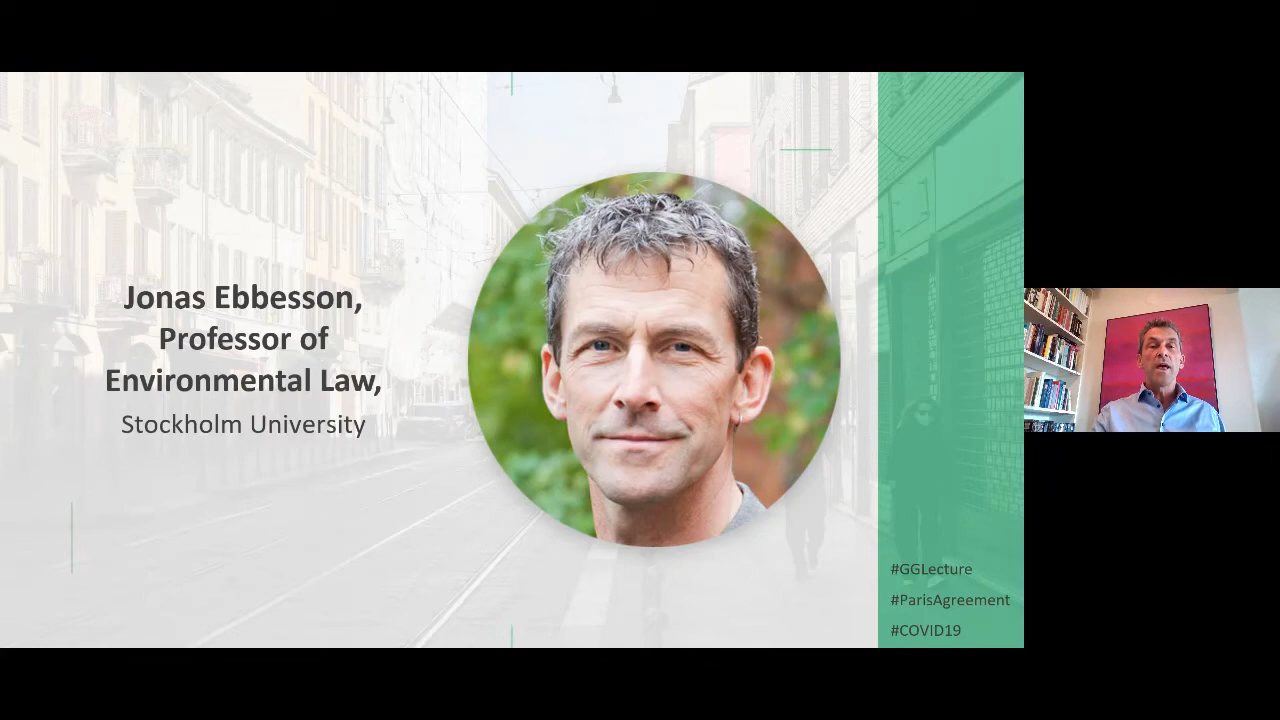 Jonas Ebbesson,
Professor of
Environmental Law,
Stockholm University
#GGLecture
#ParisAgreement
#COVID19